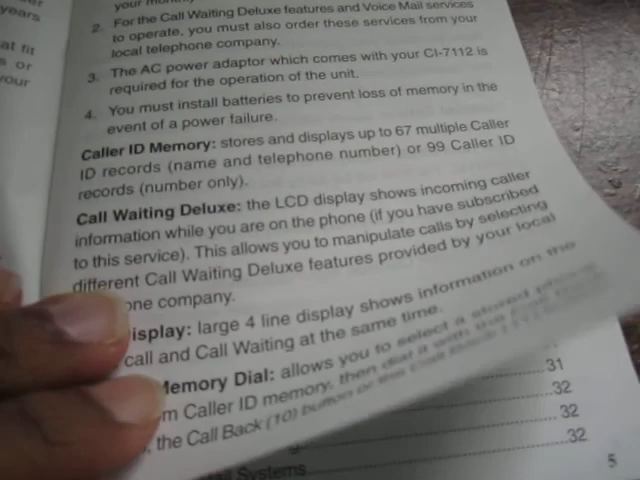 years
at fit
s or
your
your monthly
2. For the Call Waiting Deluxe features and Voice Mail services
to operate, you must also order these services from your
local telephone company.
3. The AC power adaptor which comes with your CI-7112 is
required for the operation of the unit.
4. You must install batteries to prevent loss of memory in the
event of a power failure.
Caller ID Memory: stores and displays up to 67 multiple Caller
ID records (name and telephone number) or 99 Caller ID
records (number only).
Call Waiting Deluxe: the LCD display shows incoming caller
information while you are on the phone (if you have subscribed
to this service). This allows you to manipulate calls by selecting
different Call Waiting Deluxe features provided by your local
one company.
isplay: large 4 line display shows information on the
call and Call Waiting at the same time.
Memory Dial: allows you to select a stored phone
m Caller ID memory, then dial it with the
, the Call Back (10) button or the
31
32
32
32
Systems
5